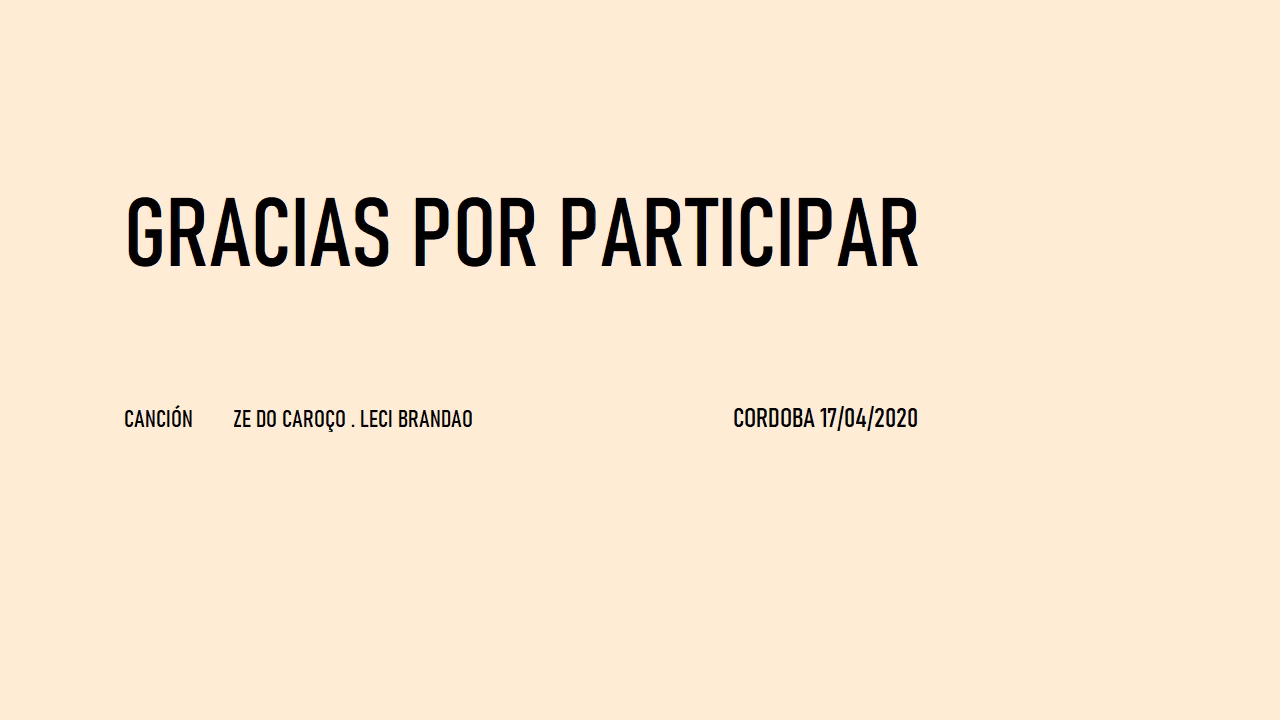 GRACIAS POR PARTICIPAR
CANCIÓN ZE DO CAROÇO . LECI BRANDAO CORDOBA 17/04/2020